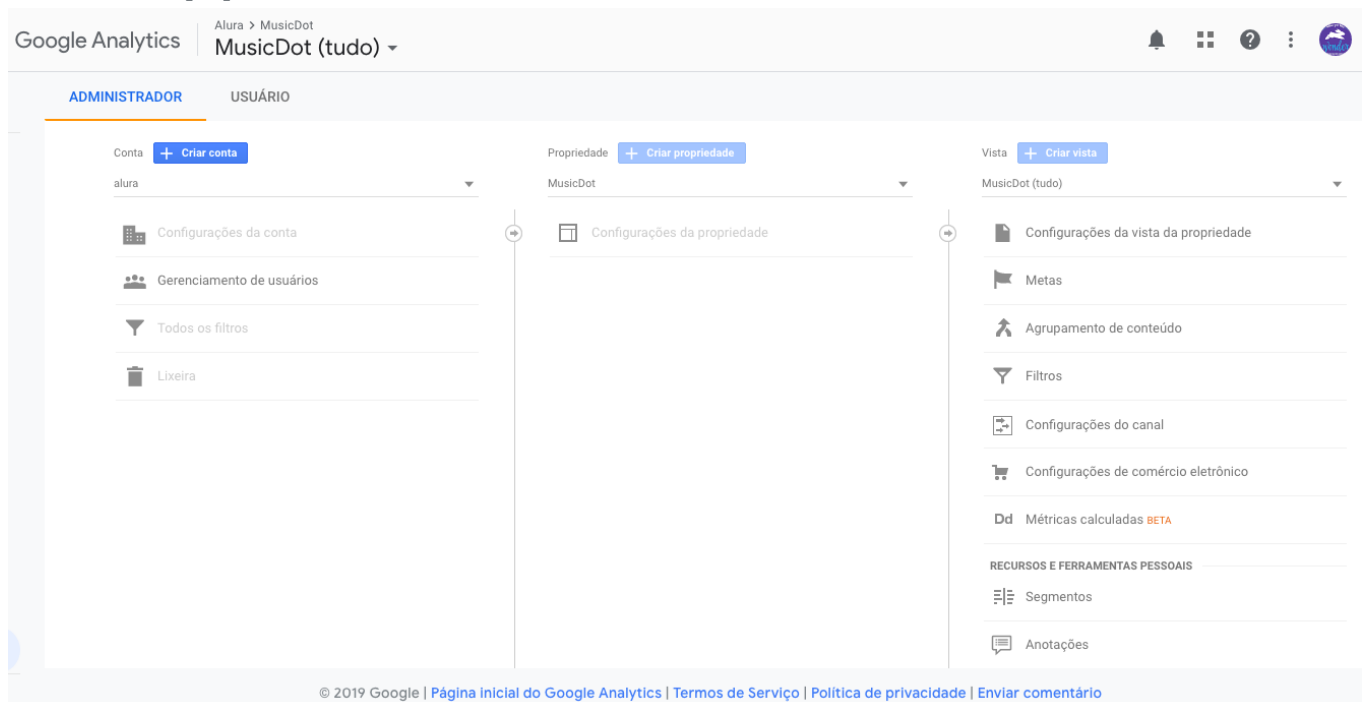 Google Analytics
Alura > MusicDot
MusicDot (tudo)
ADMINISTRADOR
USUÁRIO
Conta
Criar conta
alura
Configurações da conta
Gerenciamento de usuários
Todos os filtros
Lixeira
Propriedade
Criar propriedade
MusicDot
Configurações da propriedade
Vista
Criar vista
MusicDot (tudo)
Configurações da vista da propriedade
Metas
Agrupamento de conteúdo
Filtros
Configurações do canal
Configurações de comércio eletrônico
Dd Métricas calculadas BETA
RECURSOS E FERRAMENTAS PESSOAIS
Segmentos
Anotações
© 2019 Google | Página inicial do Google Analytics | Termos de Serviço | Política de privacidade | Enviar comentário